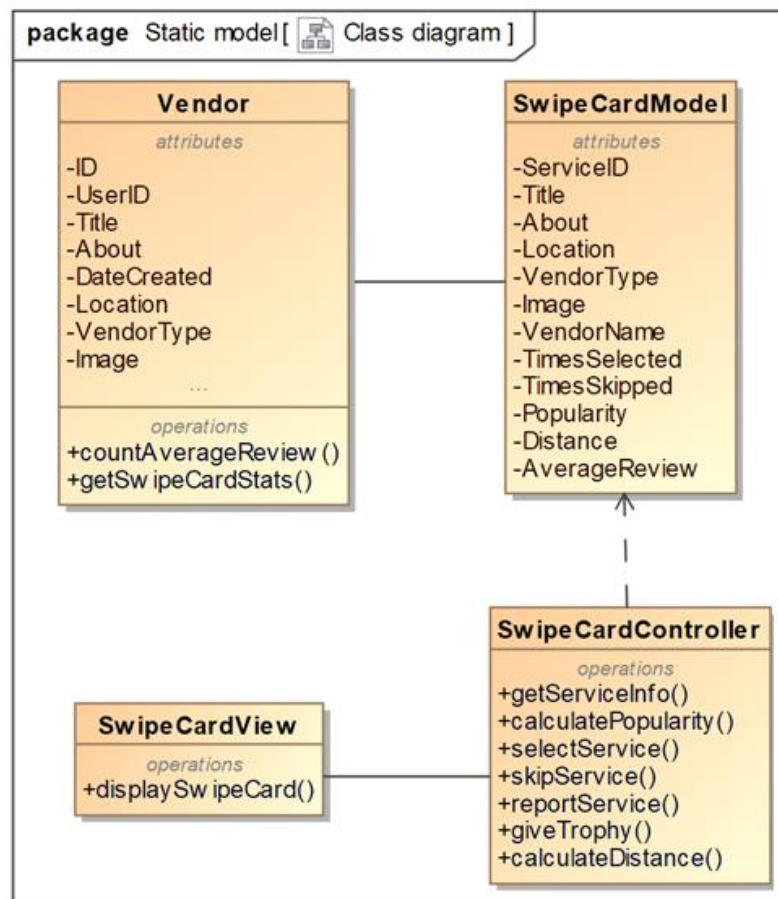 package Static model[ Class diagram ]
Vendor
attributes
-ID
-UserID
-Title
-About
-DateCreated
-Location
-VendorType
-Image
...
operations
+countAverageReview()
+getSwipeCardStats()
SwipeCardModel
attributes
-ServiceID
-Title
-About
-Location
-VendorType
-Image
-VendorName
-TimesSelected
-TimesSkipped
-Popularity
-Distance
-AverageReview
SwipeCardView
operations
+displaySwipeCard()
SwipeCardController
operations
+getServiceInfo()
+calculatePopularity()
+selectService()
+skipService()
+reportService()
+giveTrophy()
+calculateDistance()